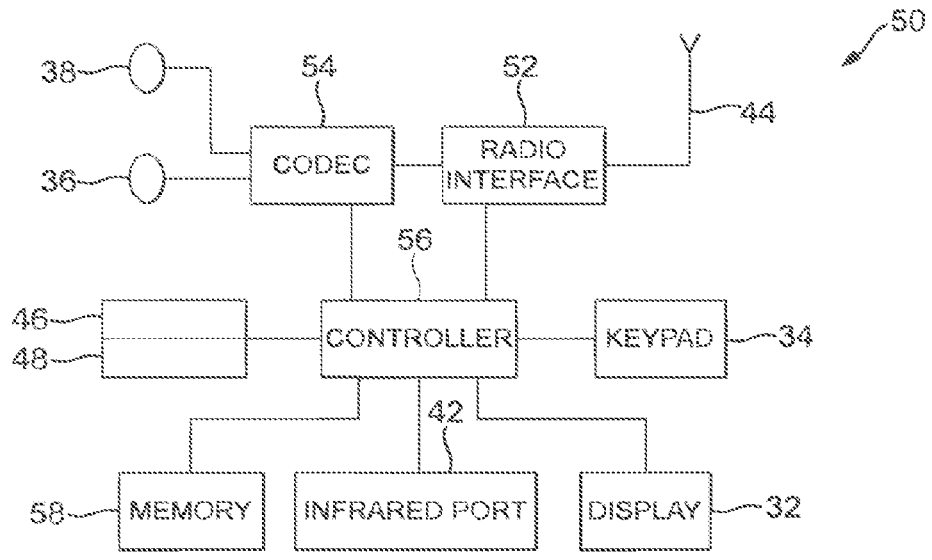 50
38
54
52
44
36
CODEC
RADIO
INTERFACE
56
46
48
CONTROLLER
KEYPAD
34
42
58
MEMORY
INFRARED PORT
DISPLAY
32